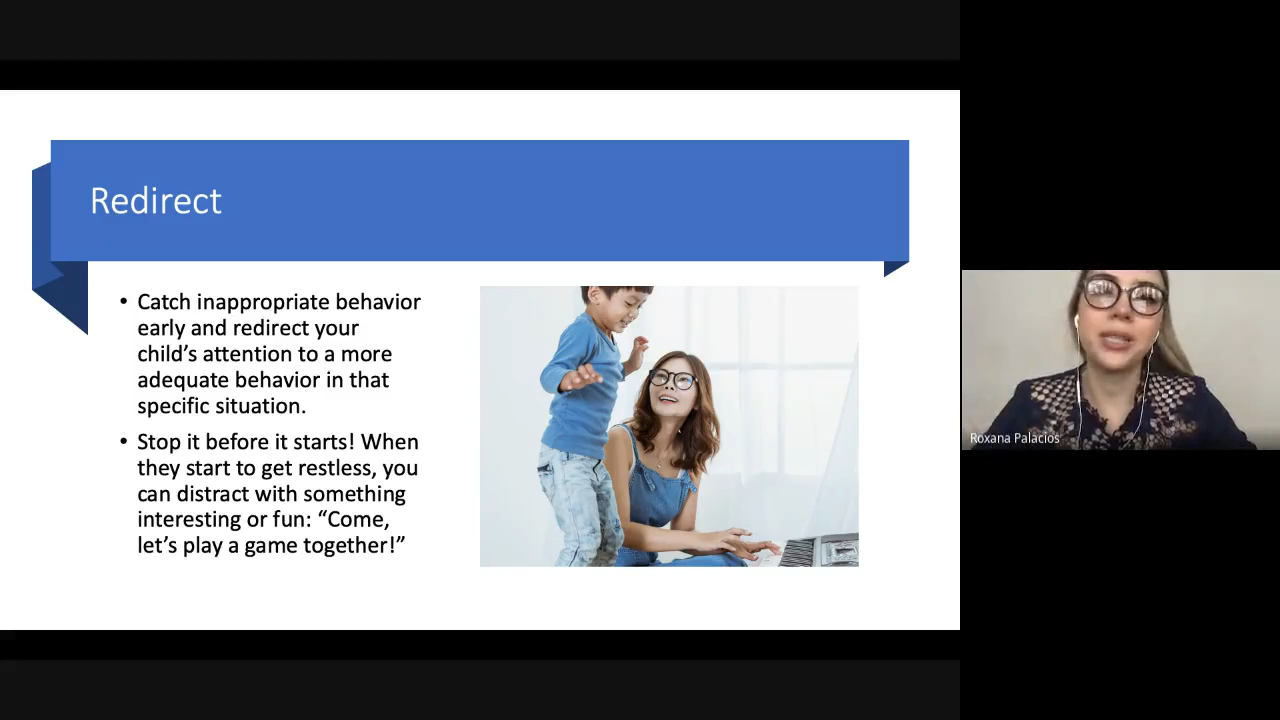 Redirect
• Catch inappropriate behavior
early and redirect your
child’s attention to a more
adequate behavior in that
specific situation.
• Stop it before it starts! When
they start to get restless, you
can distract with something
interesting or fun: “Come,
let’s play a game together!”
Roxana Palacios